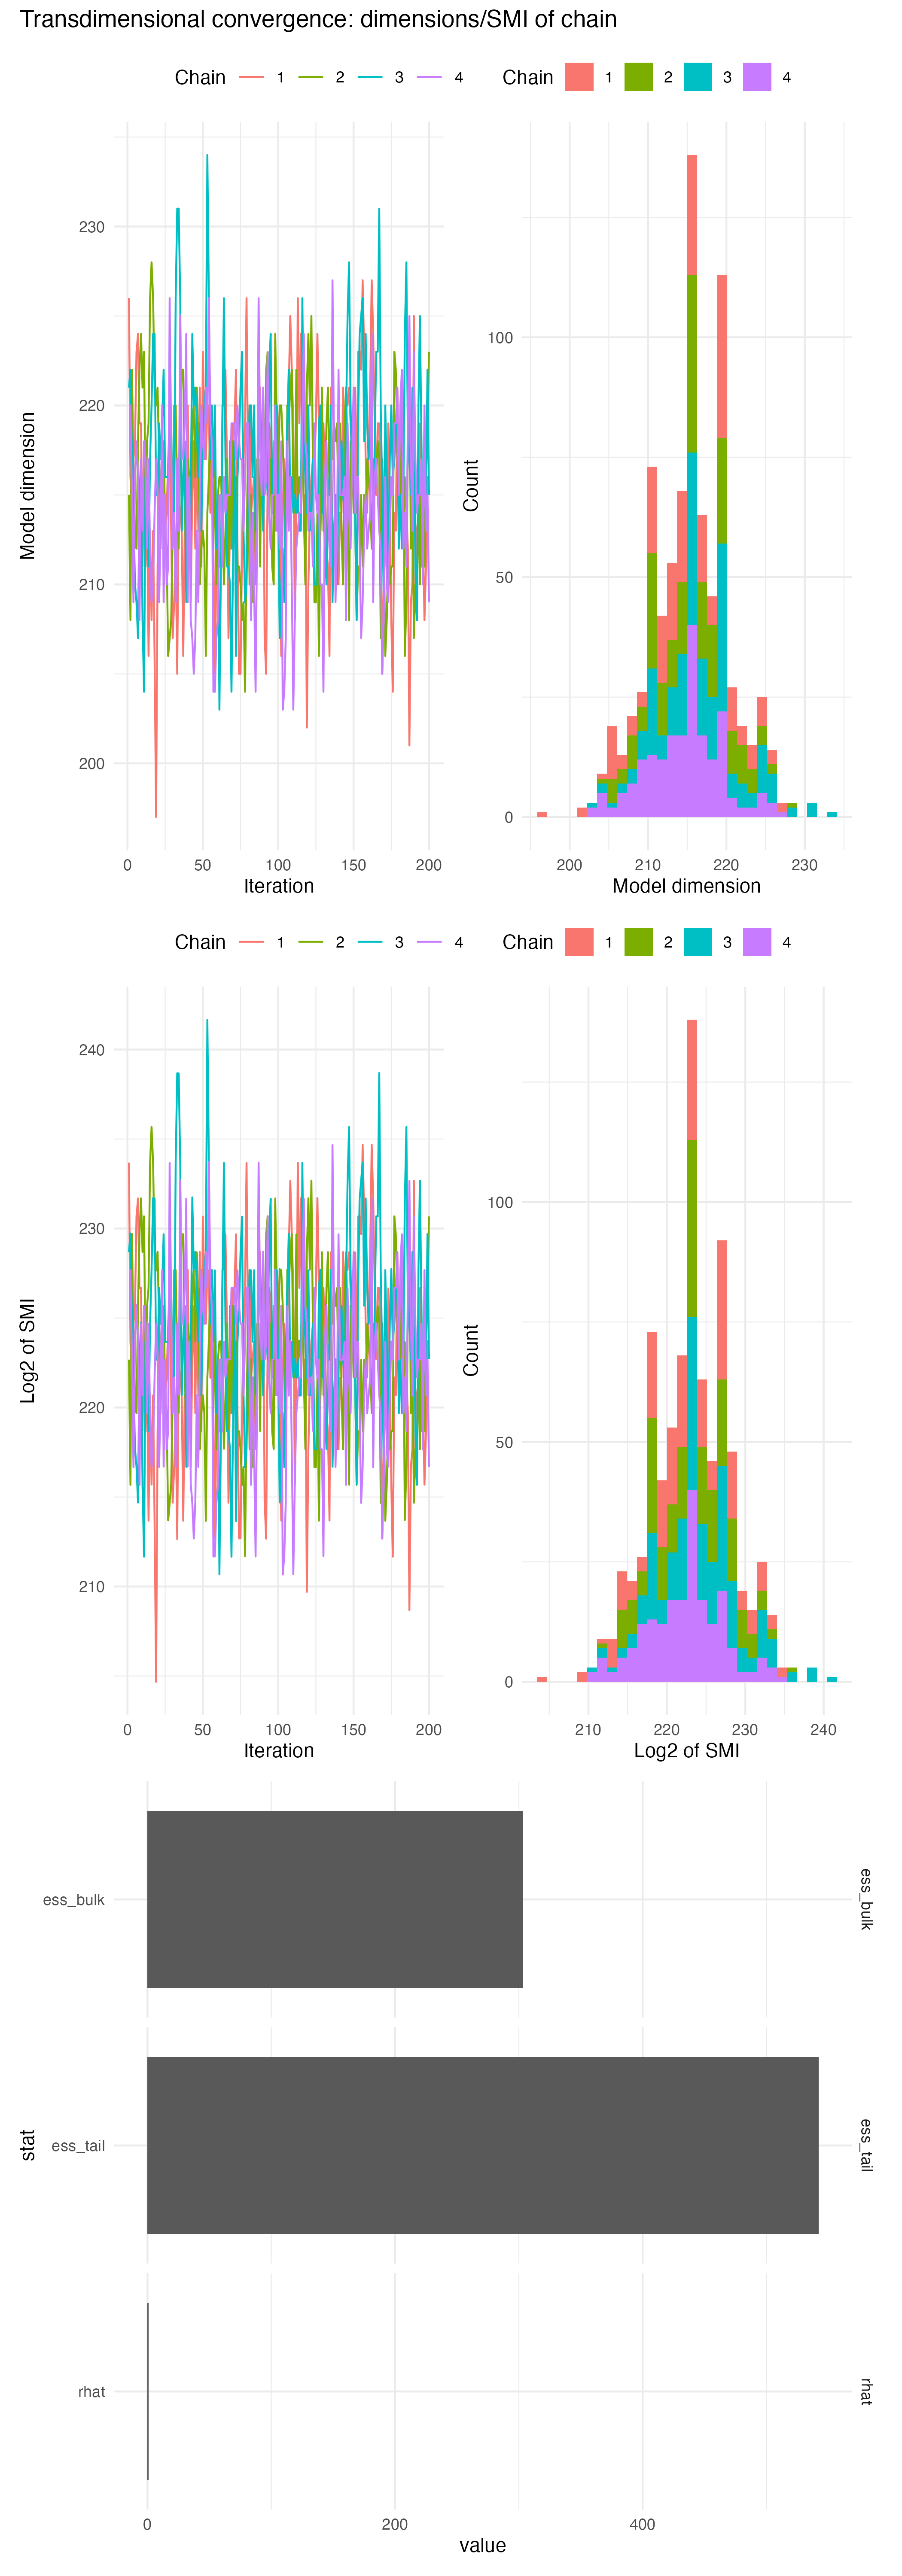 Transdimensional convergence: dimensions/SMI of chain
Chain 1 2 3 4
Chain 1 2 3 4
230
220
210
200
Model dimension
0 50 100 150 200
Iteration
100
50
0
Count
200 210 220 230
Model dimension
Chain 1 2 3 4
Chain 1 2 3 4
240
230
220
210
Log2 of SMI
0 50 100 150 200
Iteration
100
50
0
Count
210 220 230 240
Log2 of SMI
stat
ess_bulk
ess_bulk
ess_tail
ess_tail
rhat
rhat
0 200 400
value